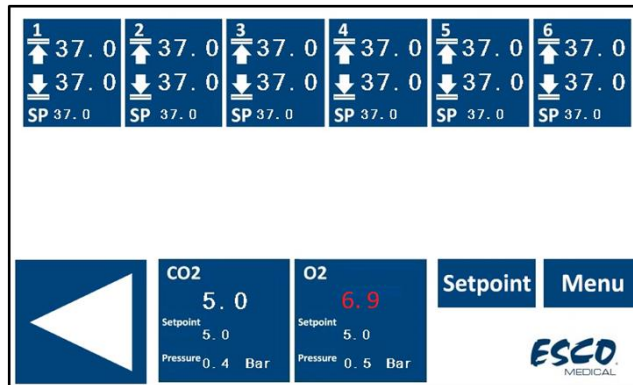 1 2 3 4 5 6
37. 0 37. 0 37. 0 37. 0 37. 0 37. 0
37. 0 37. 0 37. 0 37. 0 37. 0 37. 0
SP 37. 0 SP 37. 0 SP 37. 0 SP 37. 0 SP 37. 0 SP 37. 0
CO2
5. 0
Setpoint
5. 0
Pressure 0. 4 Bar
O2
6.9
Setpoint
5. 0
Pressure 0. 5 Bar
Setpoint
Menu
ESCO
MEDICAL